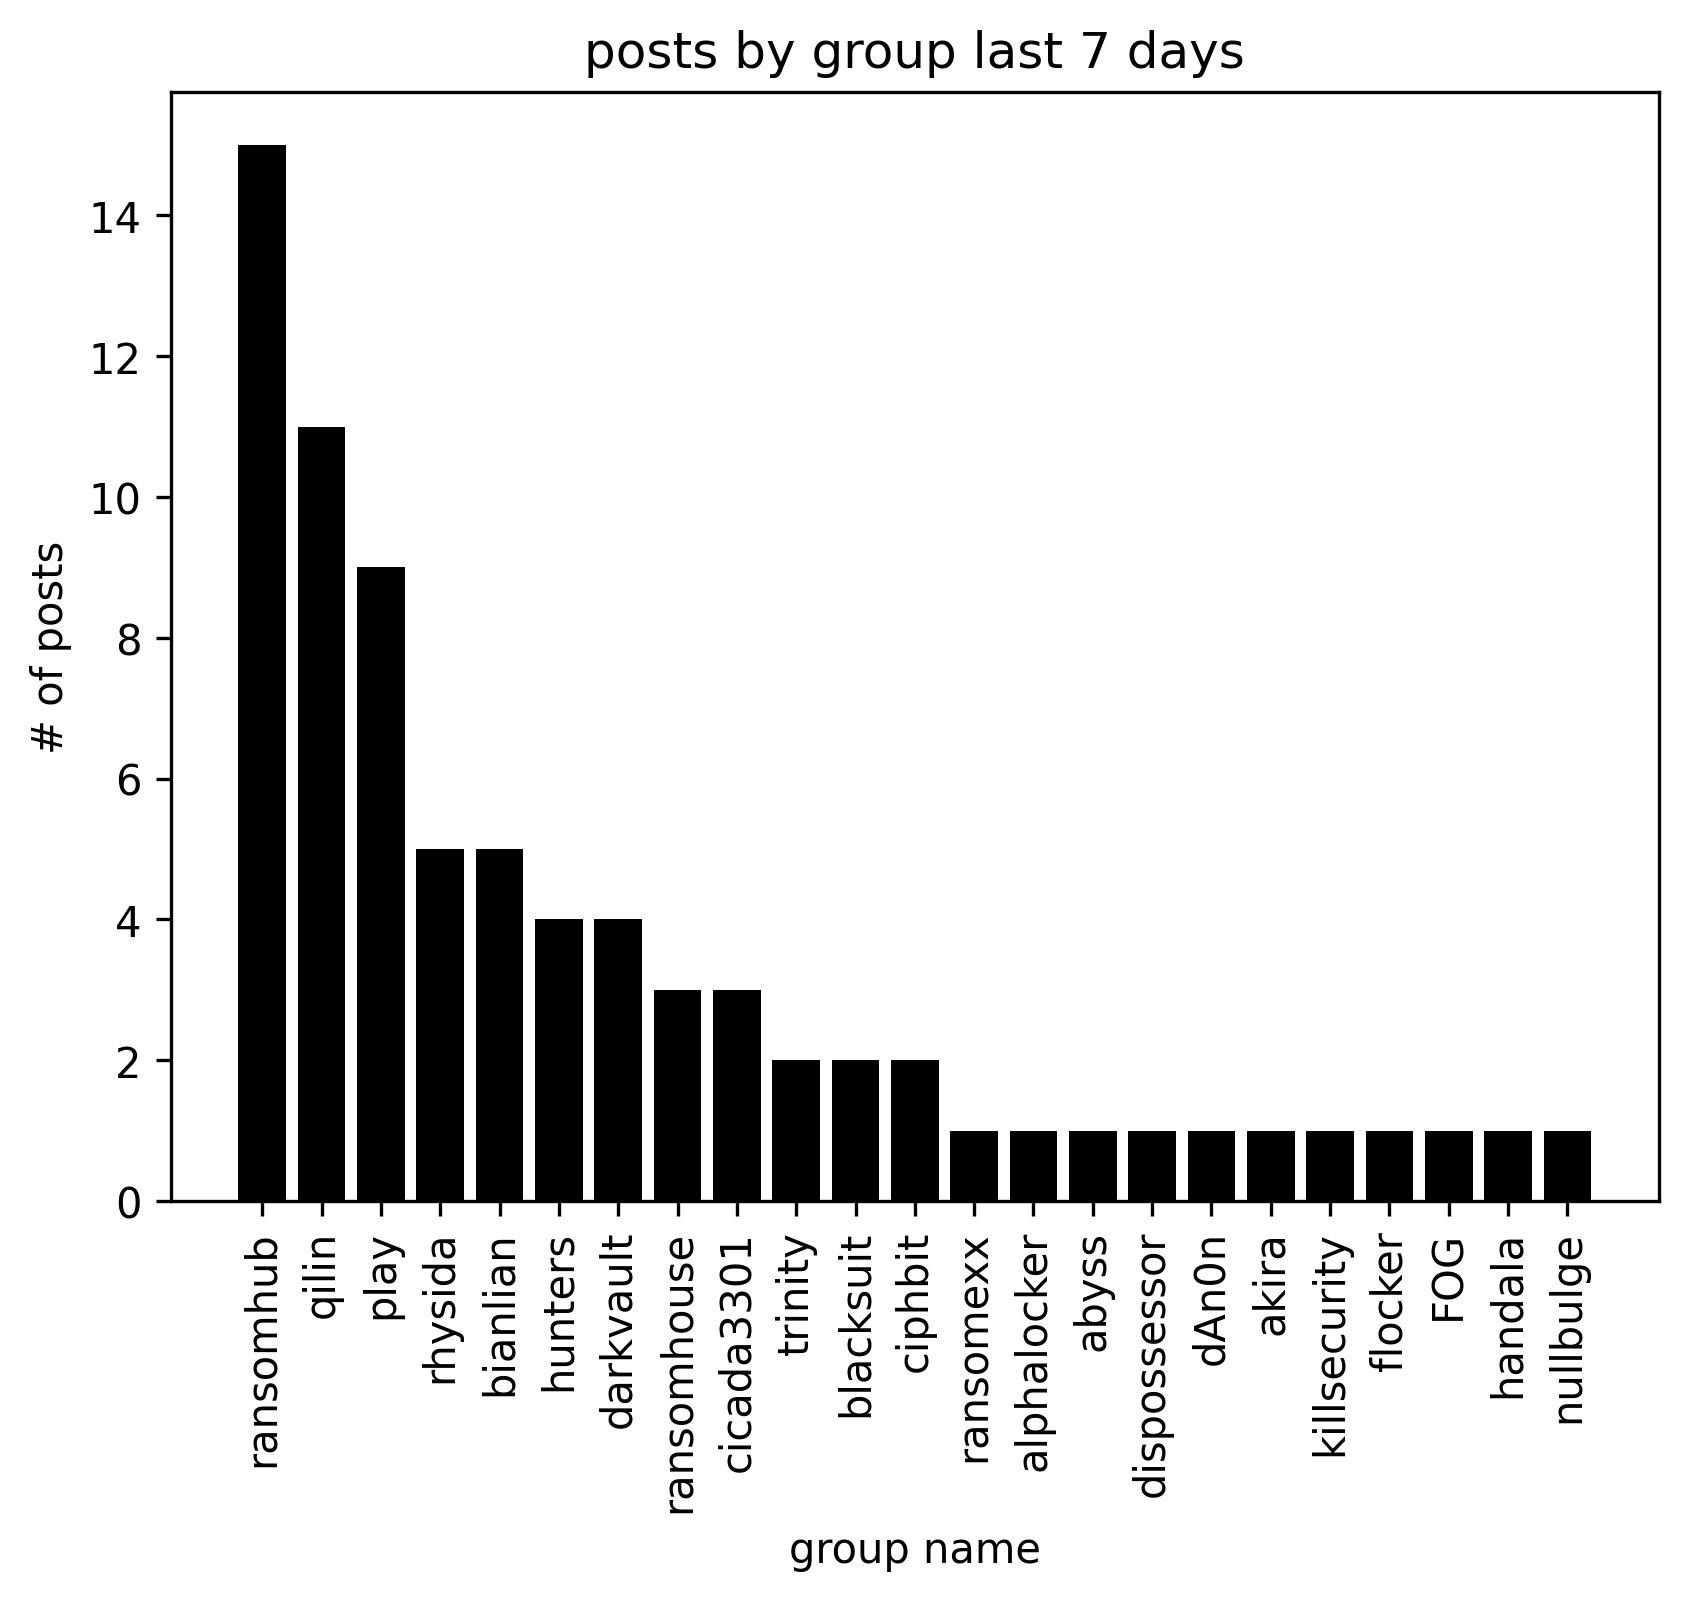 posts by group last 7 days
# of posts
14
12
10
8
6
4
2
0
ransomhub
qilin
play
rhysida
bianlian
hunters
darkvault
ransomhouse
cicada3301
trinity
blacksuit
ciphbit
ransomexx
alphalocker
abyss
dispossessor
dAn0n
akira
killsecurity
flocker
FOG
handala
nullbulge
group name